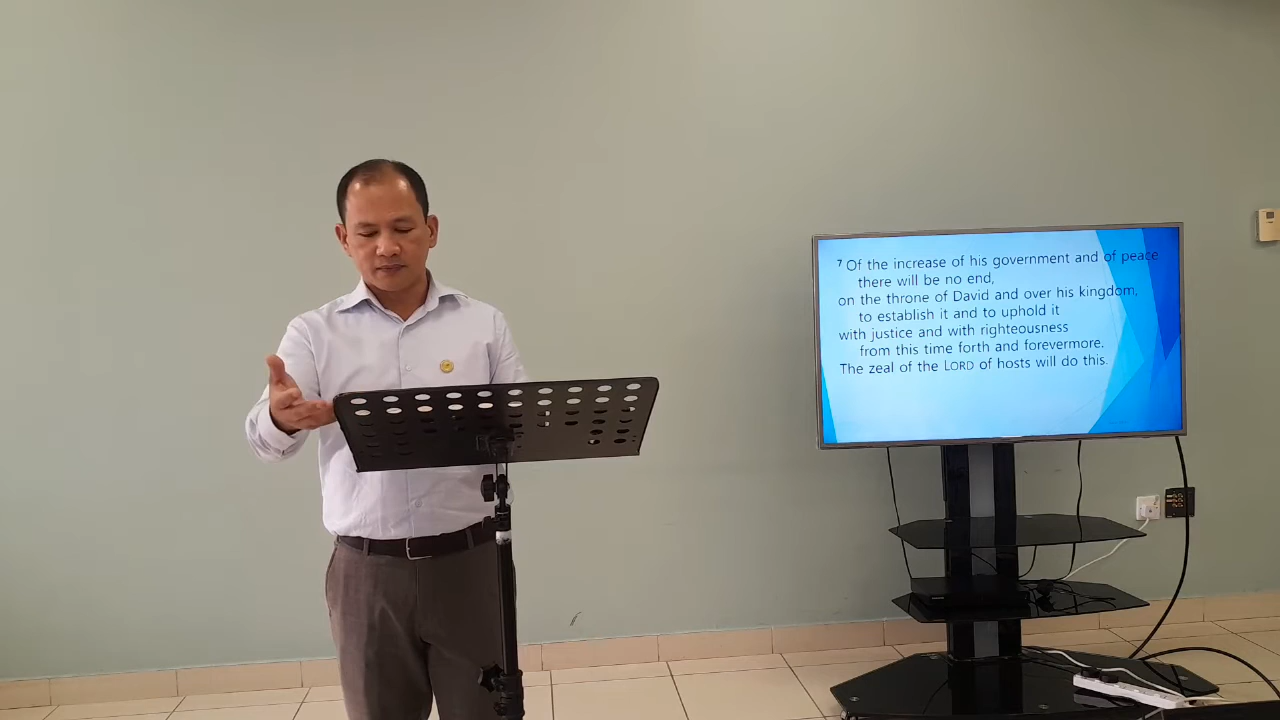 7 Of the increase of his government and of peace
there will be no end,
on the throne of David and over his kingdom,
to establish it and to uphold it
with justice and with righteousness
from this time forth and forevermore.
The zeal of the LORD of hosts will do this.